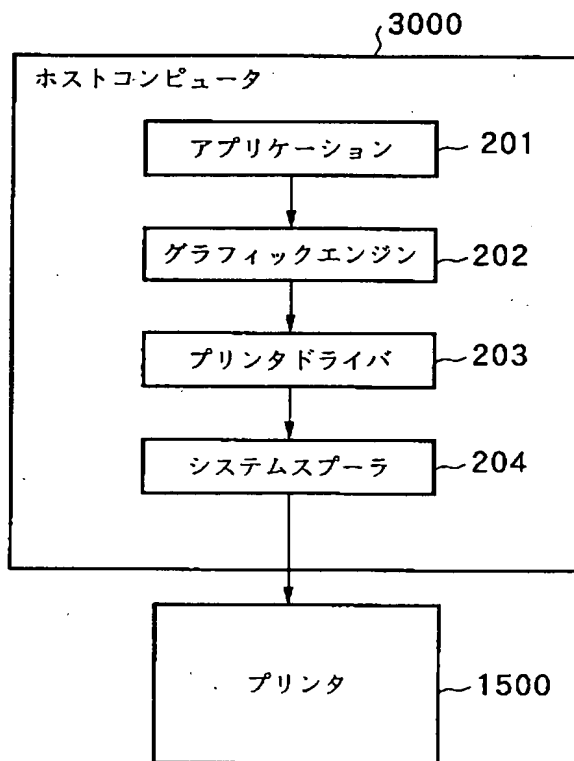 3000
ホストコンピュータ
アプリケーション 201
グラフィックエンジン 202
プリンタドライバ 203
システムスプーラ 204
プリンタ 1500